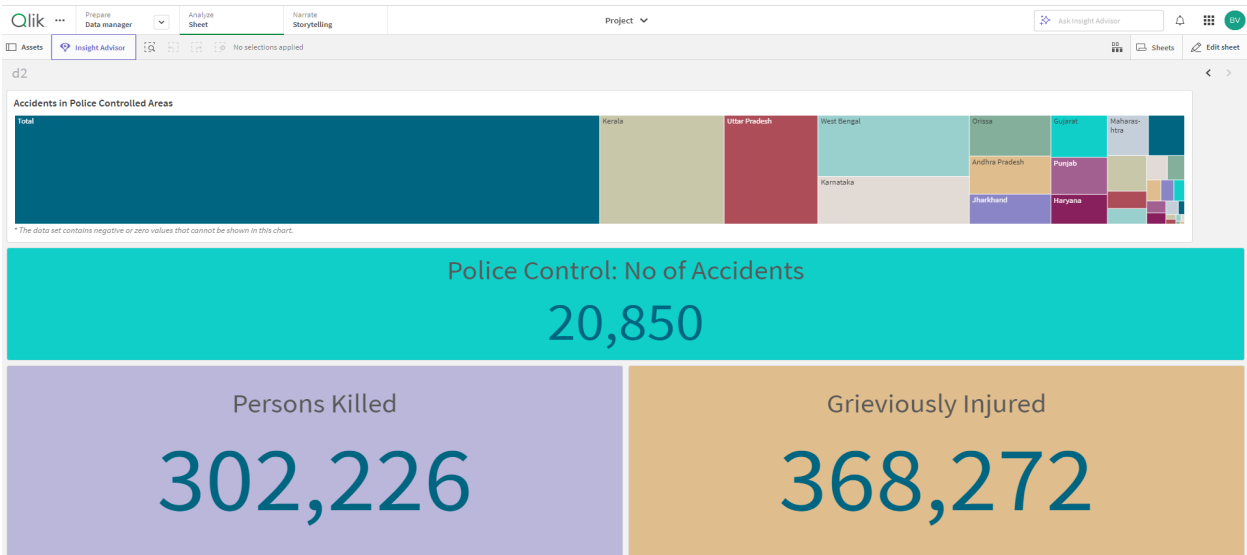 Qlik
Prepare
Data manager
Analyze
Sheet
Narrate
Storytelling
Project
Ask Insight Advisor
BV
Assets
Insight Advisor
No selections applied
Sheets
Edit sheet
d2
Accidents in Police Controlled Areas
Total
Kerala
Uttar Pradesh
West Bengal
Karnataka
Orissa
Andhra Pradesh
Jharkhand
Gujarat
Punjab
Haryana
Maharas-
htra
* The data set contains negative or zero values that cannot be shown in this chart.
Police Control: No of Accidents
20,850
Persons Killed
302,226
Grieviously Injured
368,272